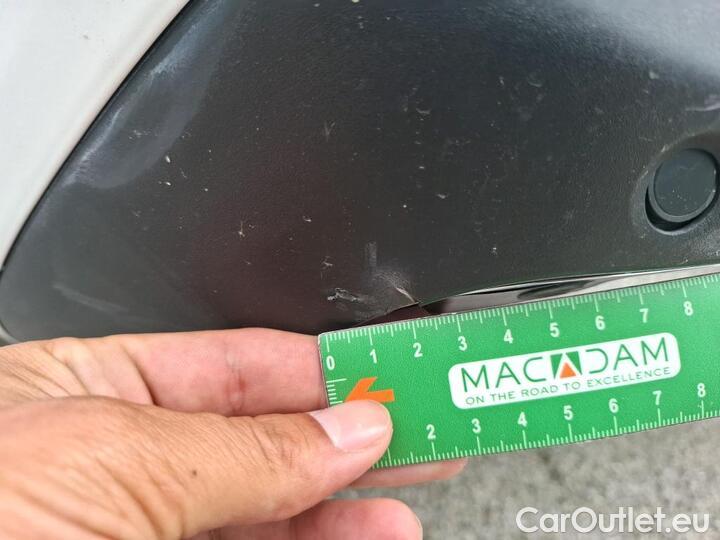 0 1 2 3 4 5 6 7 8
MACADAM
ON THE ROAD TO EXCELLENCE
2 3 4 5 6 7 8
CarOutlet.eu